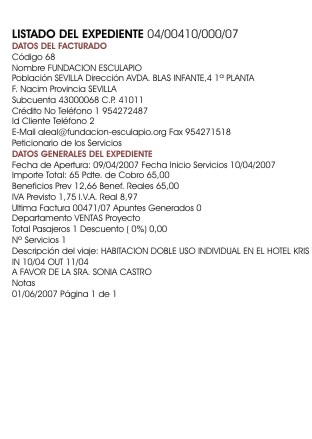 LISTADO DEL EXPEDIENTE 04/00410/000/07
DATOS DEL FACTURADO
Código 68
Nombre FUNDACION ESCULAPIO
Población SEVILLA Dirección AVDA. BLAS INFANTE,4 1ª PLANTA
F. Nacim Provincia SEVILLA
Subcuenta 43000068 C.P. 41011
Crédito No Teléfono 1 954272487
Id Cliente Teléfono 2
E-Mail aleal@fundacion-esculapio.org Fax 954271518
Peticionario de los Servicios
DATOS GENERALES DEL EXPEDIENTE
Fecha de Apertura: 09/04/2007 Fecha Inicio Servicios 10/04/2007
Importe Total: 65 Pdte. de Cobro 65,00
Beneficios Prev 12,66 Benef. Reales 65,00
IVA Previsto 1,75 I.V.A. Real 8,97
Ultima Factura 00471/07 Apuntes Generados 0
Departamento VENTAS Proyecto
Total Pasajeros 1 Descuento ( 0%) 0,00
Nº Servicios 1
Descripción del viaje: HABITACION DOBLE USO INDIVIDUAL EN EL HOTEL KRIS
IN 10/04 OUT 11/04
A FAVOR DE LA SRA. SONIA CASTRO
Notas
01/06/2007 Página 1 de 1